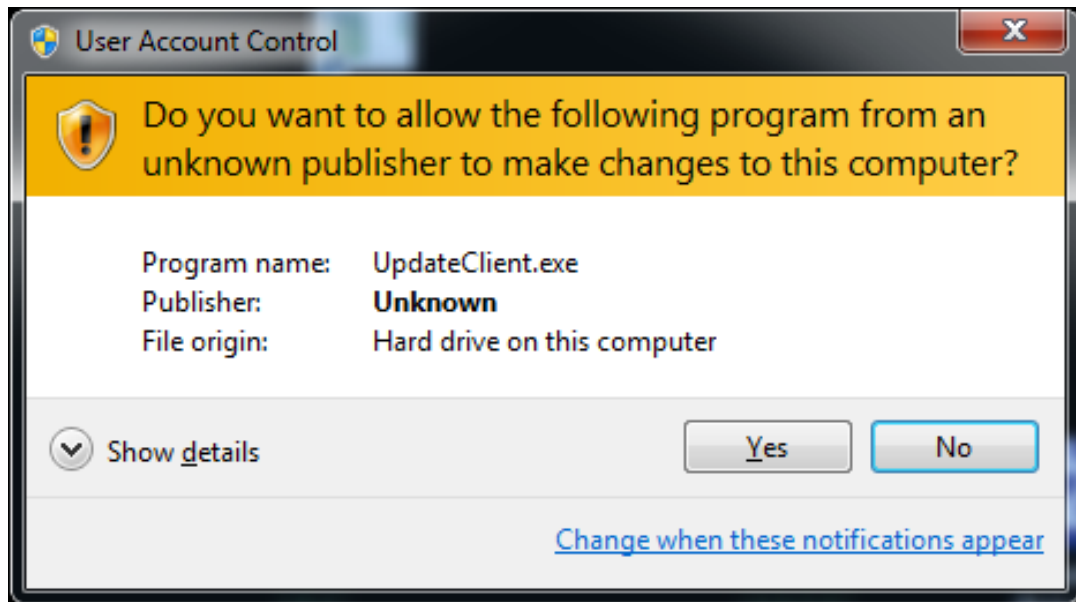 User Account Control
Do you want to allow the following program from an
unknown publisher to make changes to this computer?
Program name: UpdateClient.exe
Publisher: Unknown
File origin: Hard drive on this computer
Show details
Yes
No
Change when these notifications appear